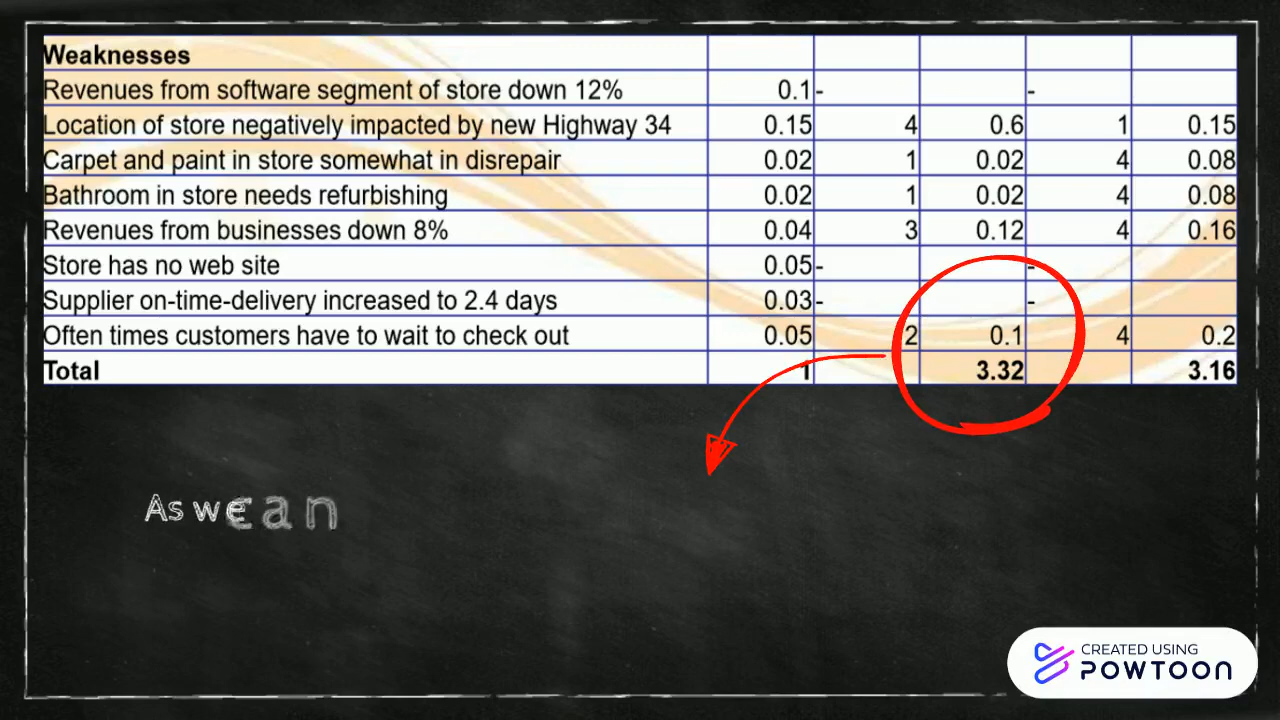 Weaknesses
Revenues from software segment of store down 12% 0.1 - -
Location of store negatively impacted by new Highway 34 0.15 4 0.6 1 0.15
Carpet and paint in store somewhat in disrepair 0.02 1 0.02 4 0.08
Bathroom in store needs refurbishing 0.02 1 0.02 4 0.08
Revenues from businesses down 8% 0.04 3 0.12 4 0.16
Store has no web site 0.05 - -
Supplier on-time-delivery increased to 2.4 days 0.03 - -
Often times customers have to wait to check out 0.05 2 0.1 4 0.2
Total 1 3.32 3.16
As we can
CREATED USING
POWTOON